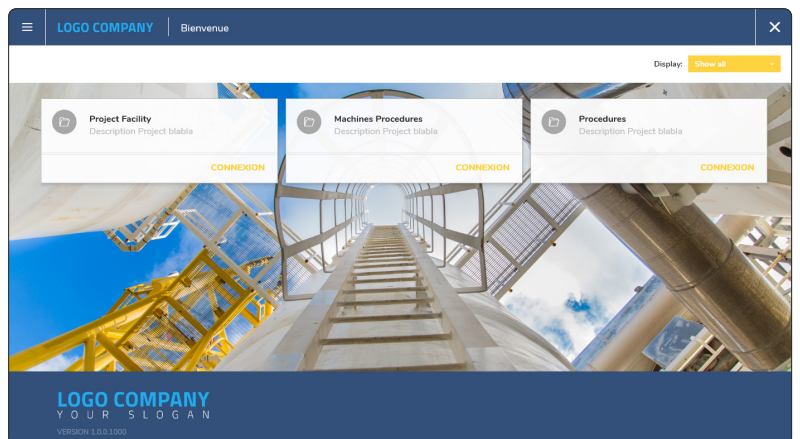 LOGO COMPANY
Bienvenue
Display: Show all
Project Facility
Description Project blabla
CONNEXION
Machines Procedures
Description Project blabla
CONNEXION
Procedures
Description Project blabla
CONNEXION
LOGO COMPANY
YOUR SLOGAN
VERSION 1.0.0.1000